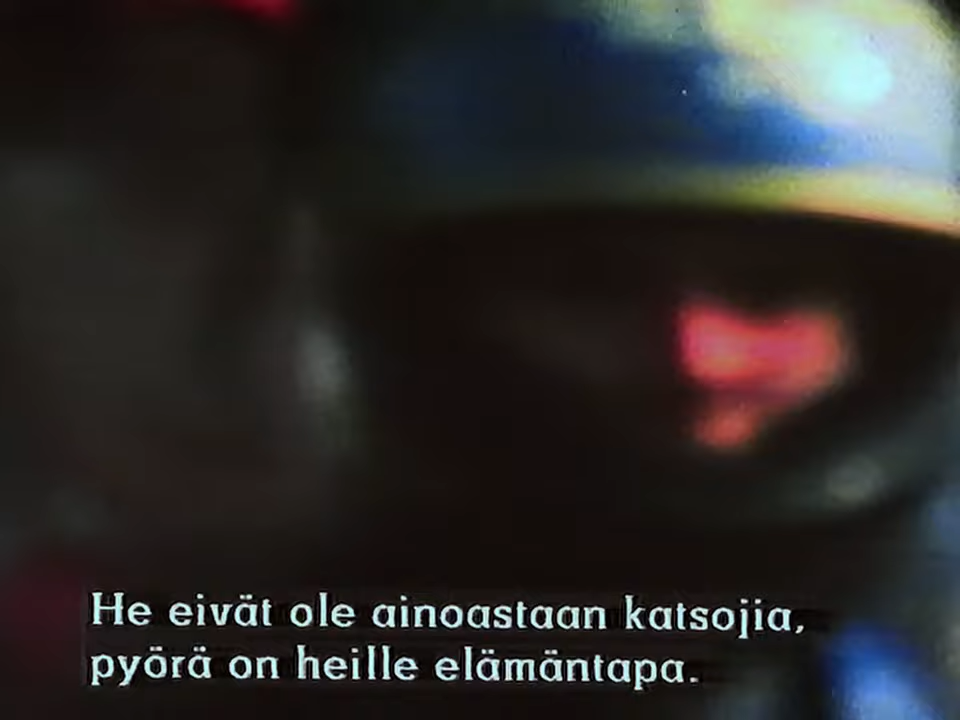 He eivät ole ainoastaan katsojia,
pyörä on heille elämäntapa.